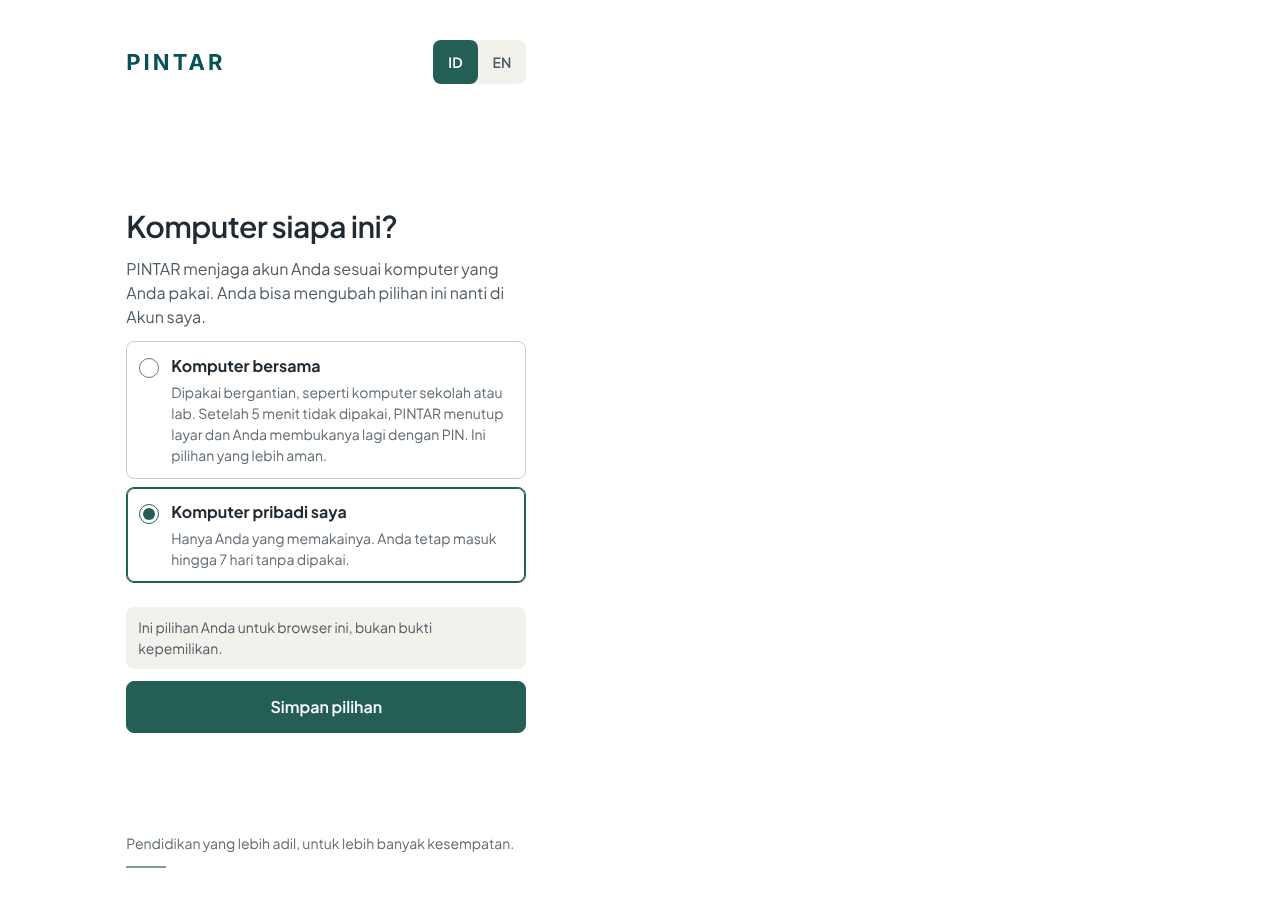 PINTAR
ID
EN
Komputer siapa ini?
PINTAR menjaga akun Anda sesuai komputer yang
Anda pakai. Anda bisa mengubah pilihan ini nanti di
Akun saya.
Komputer bersama
Dipakai bergantian, seperti komputer sekolah atau
lab. Setelah 5 menit tidak dipakai, PINTAR menutup
layar dan Anda membukanya lagi dengan PIN. Ini
pilihan yang lebih aman.
Komputer pribadi saya
Hanya Anda yang memakainya. Anda tetap masuk
hingga 7 hari tanpa dipakai.
Ini pilihan Anda untuk browser ini, bukan bukti
kepemilikan.
Simpan pilihan
Pendidikan yang lebih adil, untuk lebih banyak kesempatan.